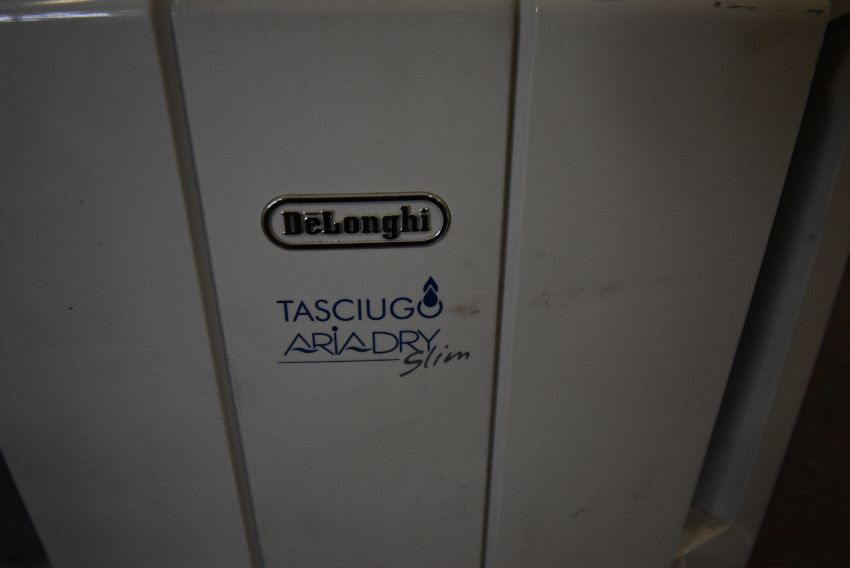 DeLonghi
TASCIUGO
ARIADRY
Slim